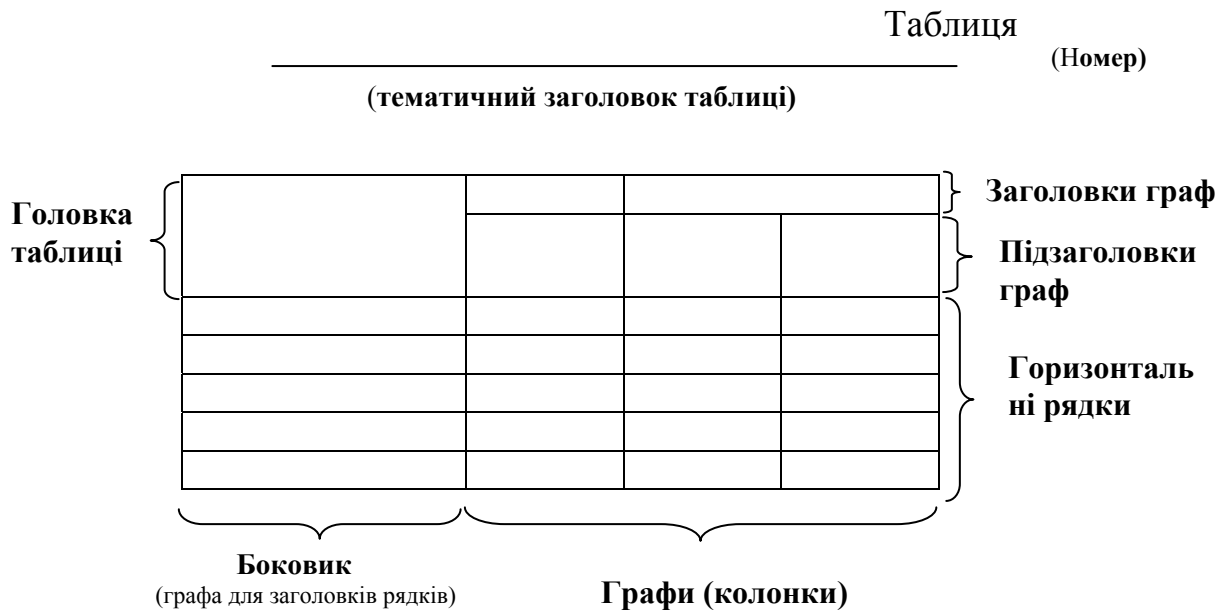 Таблиця
(Номер)
(тематичний заголовок таблиці)
Заголовки граф
Головка
таблиці
Підзаголовки
граф
Горизонталь
ні рядки
Боковик
(графа для заголовків рядків)
Графи (колонки)